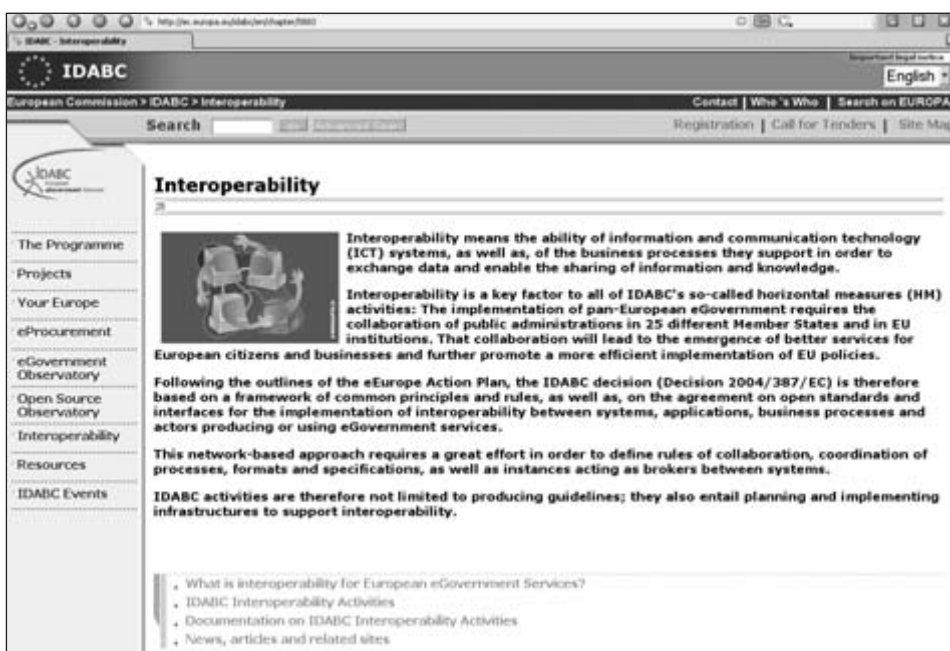 http://ec.europa.eu/idabc/en/chapter/5883
IDABC - Interoperability
Important legal notice
IDABC
English
European Commission > IDABC > Interoperability
Contact | Who's Who | Search on EUROPA
Search
Registration | Call for Tenders | Site Map
IDABC
Interoperability
The Programme
Projects
Your Europe
eProcurement
eGovernment
Observatory
Open Source
Observatory
Interoperability
Resources
IDABC Events
Interoperability means the ability of information and communication technology
(ICT) systems, as well as, of the business processes they support in order to
exchange data and enable the sharing of information and knowledge.
Interoperability is a key factor to all of IDABC's so-called horizontal measures (HM)
activities: The implementation of pan-European eGovernment requires the
collaboration of public administrations in 25 different Member States and in EU
institutions. That collaboration will lead to the emergence of better services for
European citizens and businesses and further promote a more efficient implementation of EU policies.
Following the outlines of the eEurope Action Plan, the IDABC decision (Decision 2004/387/EC) is therefore
based on a framework of common principles and rules, as well as, on the agreement on open standards and
interfaces for the implementation of interoperability between systems, applications, business processes and
actors producing or using eGovernment services.
This network-based approach requires a great effort in order to define rules of collaboration, coordination of
processes, formats and specifications, as well as instances acting as brokers between systems.
IDABC activities are therefore not limited to producing guidelines; they also entail planning and implementing
infrastructures to support interoperability.
What is interoperability for European eGovernment Services?
IDABC Interoperability Activities
Documentation on IDABC Interoperability Activities
News, articles and related sites